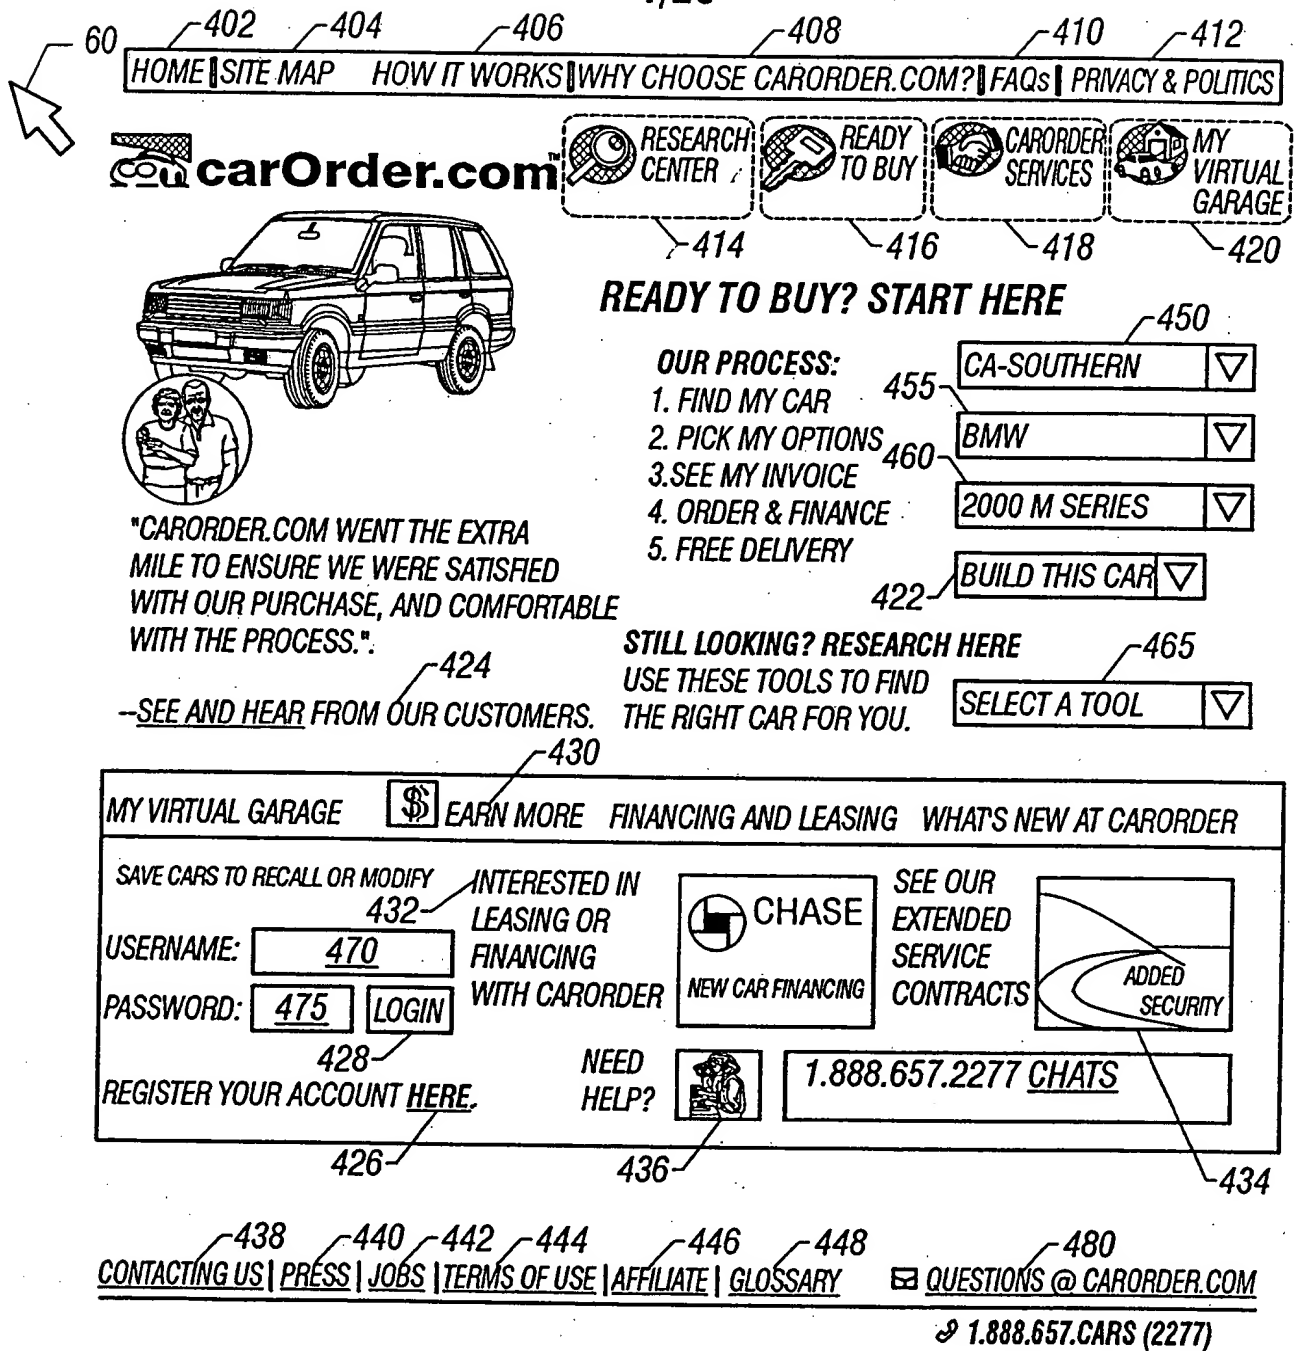 402 404 406 408 410 412
60
HOME SITE MAP HOW IT WORKS WHY CHOOSE CARORDER.COM? FAQs PRIVACY & POLITICS
carOrder.com™
RESEARCH CENTER
READY TO BUY
CARORDER SERVICES
MY VIRTUAL GARAGE
414 416 418 420
READY TO BUY? START HERE
450
OUR PROCESS:
1. FIND MY CAR
2. PICK MY OPTIONS
3.SEE MY INVOICE
4. ORDER & FINANCE
5. FREE DELIVERY
CA-SOUTHERN
455
BMW
460
2000 M SERIES
422
BUILD THIS CAR
"CARORDER.COM WENT THE EXTRA
MILE TO ENSURE WE WERE SATISFIED
WITH OUR PURCHASE, AND COMFORTABLE
WITH THE PROCESS."
424
--SEE AND HEAR FROM OUR CUSTOMERS.
STILL LOOKING? RESEARCH HERE
USE THESE TOOLS TO FIND
THE RIGHT CAR FOR YOU.
465
SELECT A TOOL
430
MY VIRTUAL GARAGE $ EARN MORE FINANCING AND LEASING WHAT'S NEW AT CARORDER
SAVE CARS TO RECALL OR MODIFY
432
USERNAME: 470
PASSWORD: 475 LOGIN
428
REGISTER YOUR ACCOUNT HERE.
426
INTERESTED IN
LEASING OR
FINANCING
WITH CARORDER
CHASE
NEW CAR FINANCING
SEE OUR
EXTENDED
SERVICE
CONTRACTS
ADDED
SECURITY
NEED
HELP?
1.888.657.2277 CHATS
436
434
438 440 442 444 446 448 480
CONTACTING US | PRESS | JOBS | TERMS OF USE | AFFILIATE | GLOSSARY QUESTIONS @ CARORDER.COM
1.888.657.CARS (2277)